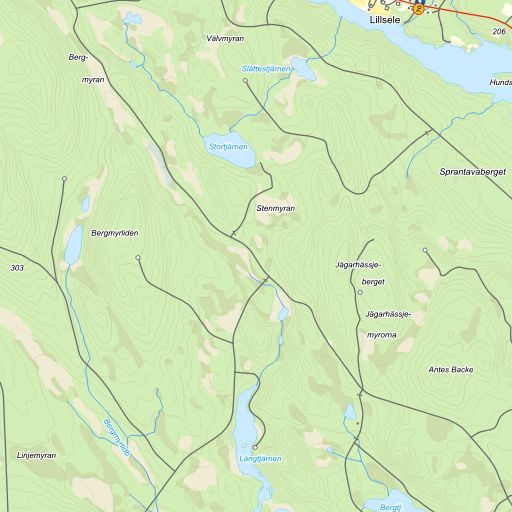 Lillsele
206
Välvmyran
Berg-
myran
Slättestjärnen
Hunds
Stortjärnen
Sprantavaberget
Stenmyran
Bergmyrliden
303
Jägarhässje-
berget
Jägarhässje-
myrorna
Antes Backe
Bergmyrlide
Linjemyran
Långtjärnen
Bergtj